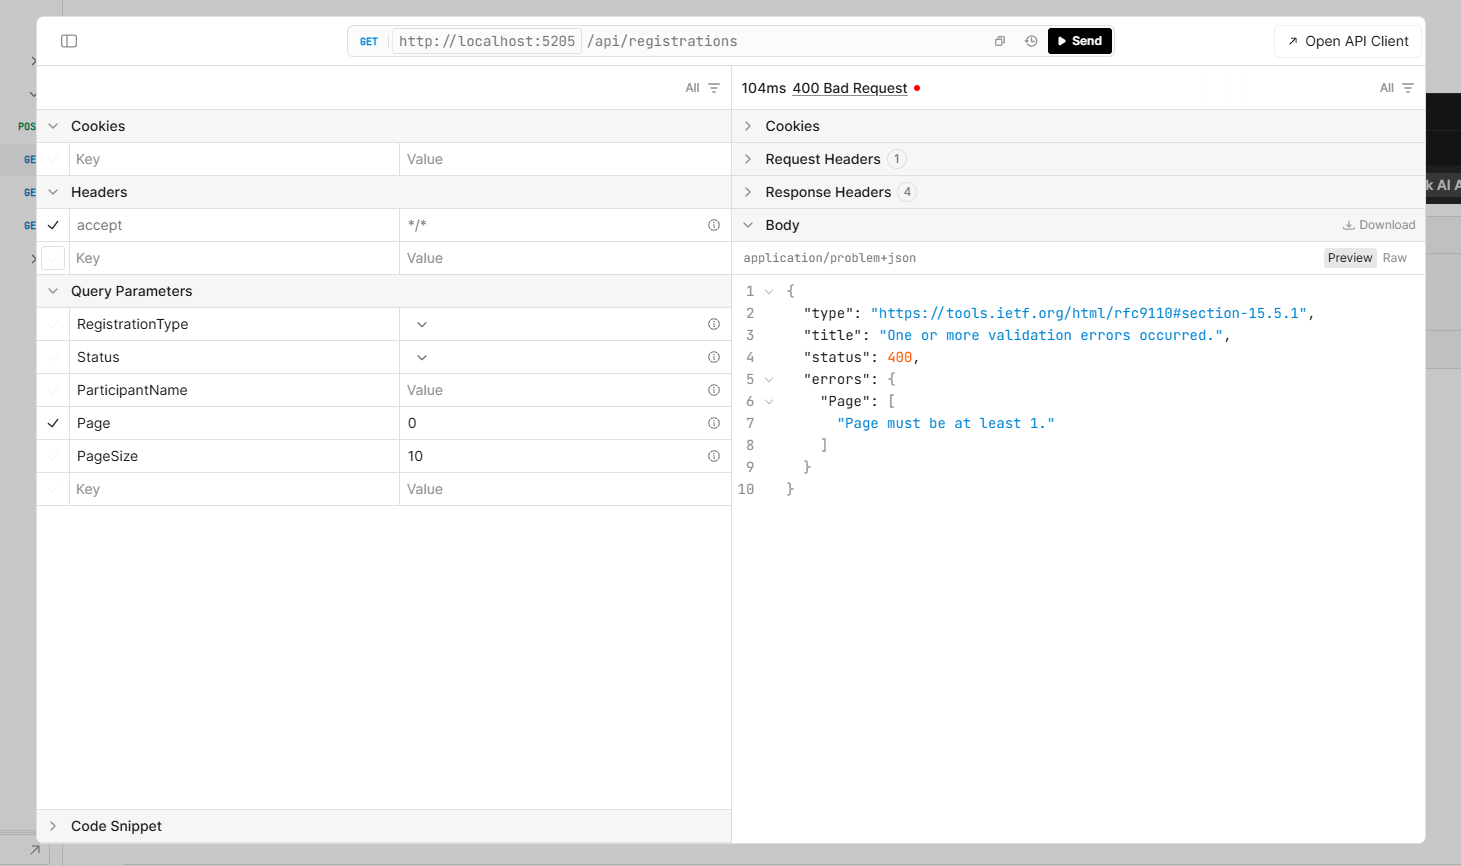 GET http://localhost:5205 /api/registrations Send Open API Client
All
104ms 400 Bad Request All
POS
GE
GE
GE
Cookies
Key Value
Headers
accept */*
Key Value
Query Parameters
RegistrationType
Status
ParticipantName Value
Page 0
PageSize 10
Key Value
Code Snippet
Cookies
Request Headers 1
Response Headers 4
Body Download
application/problem+json Preview Raw
1 {
2 "type": "https://tools.ietf.org/html/rfc9110#section-15.5.1",
3 "title": "One or more validation errors occurred.",
4 "status": 400,
5 "errors": {
6 "Page": [
7 "Page must be at least 1."
8 ]
9 }
10 }
k AI A